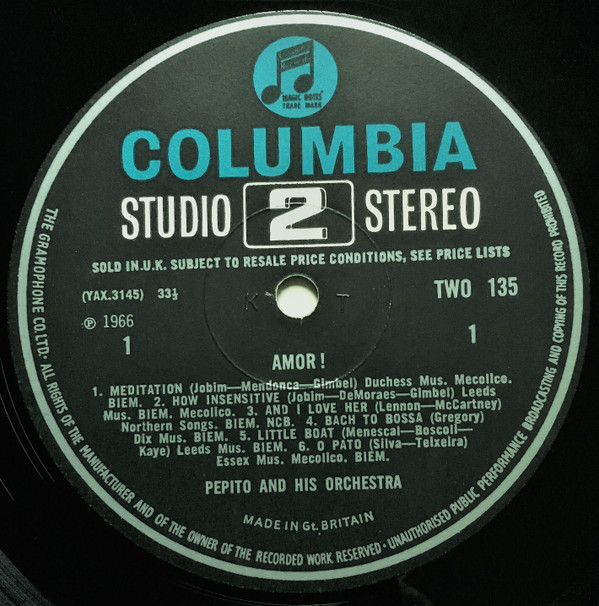 "MAGIC NOTES"
TRADE MARK
COLUMBIA
STUDIO 2 STEREO
SOLD IN U.K. SUBJECT TO RESALE PRICE CONDITIONS, SEE PRICE LISTS
(YAX.3145) 33⅓
TWO 135
K T
℗ 1966
1
1
AMOR!
1. MEDITATION (Jobim—Mendonca—Gimbel) Duchess Mus. Mecolico.
BIEM. 2. HOW INSENSITIVE (Jobim—DeMoraes—Gimbel) Leeds
Mus. BIEM. Mecolico. 3. AND I LOVE HER (Lennon—McCartney)
Northern Songs. BIEM. NCB. 4. BACH TO BOSSA (Gregory)
Dix Mus. BIEM. 5. LITTLE BOAT (Menescal—Boscoli—
Kaye) Leeds Mus. BIEM. 6. O PATO (Silva—Teixeira)
Essex Mus. Mecolico. BIEM.
PEPITO AND HIS ORCHESTRA
MADE IN Gt. BRITAIN
THE GRAMOPHONE CO. LTD. · ALL RIGHTS OF THE MANUFACTURER AND OF THE OWNER OF THE RECORDED WORK RESERVED · UNAUTHORISED PUBLIC PERFORMANCE BROADCASTING AND COPYING OF THIS RECORD PROHIBITED